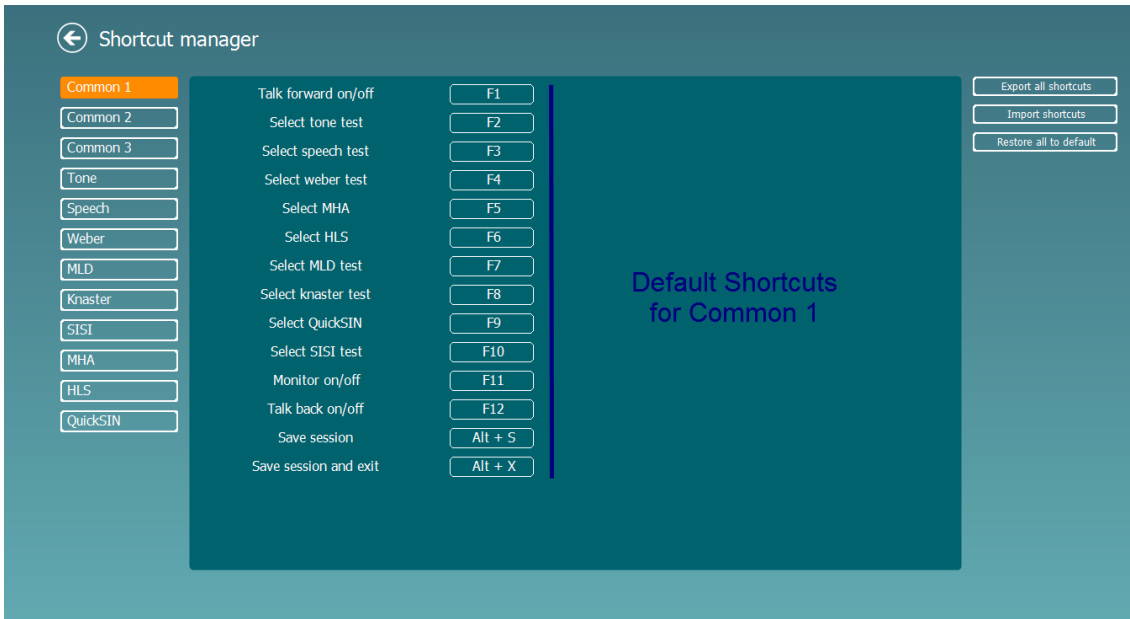 Shortcut manager
Common 1
Common 2
Common 3
Tone
Speech
Weber
MLD
Knaster
SISI
MHA
HLS
QuickSIN
Talk forward on/off F1
Select tone test F2
Select speech test F3
Select weber test F4
Select MHA F5
Select HLS F6
Select MLD test F7
Select knaster test F8
Select QuickSIN F9
Select SISI test F10
Monitor on/off F11
Talk back on/off F12
Save session Alt + S
Save session and exit Alt + X
Default Shortcuts
for Common 1
Export all shortcuts
Import shortcuts
Restore all to default